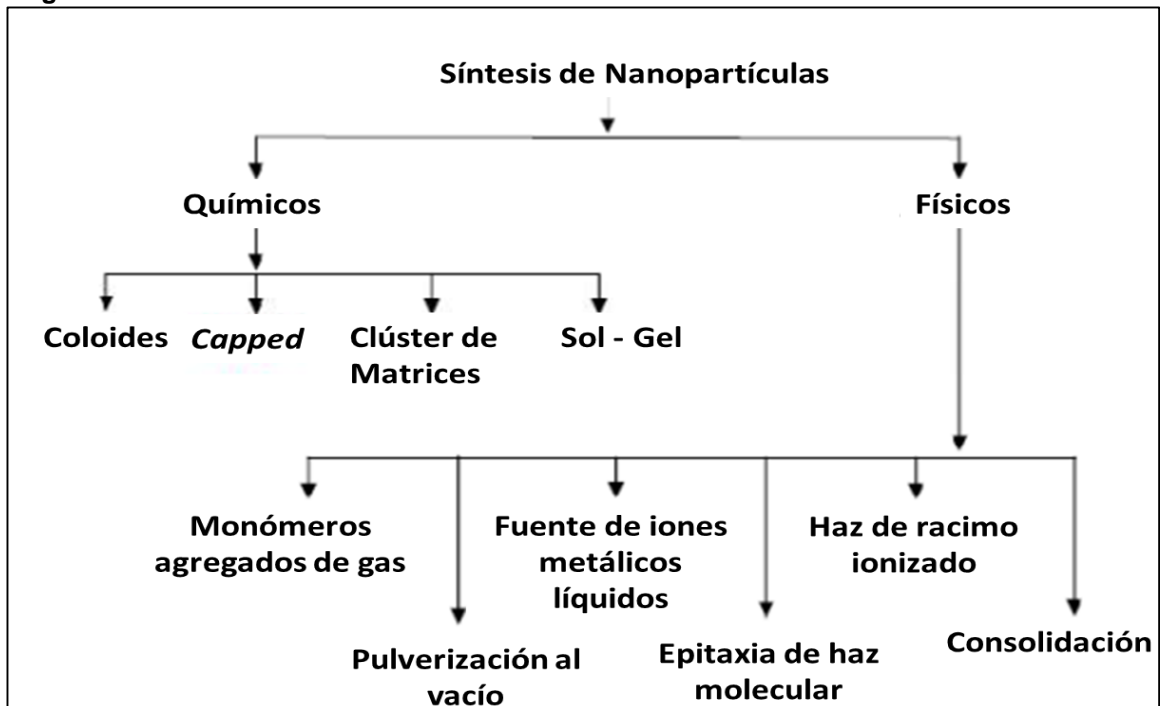 Síntesis de Nanopartículas
Químicos
Físicos
Coloides
Capped
Clúster de
Matrices
Sol - Gel
Monómeros
agregados de gas
Fuente de iones
metálicos
líquidos
Haz de racimo
ionizado
Pulverización al
vacío
Epitaxia de haz
molecular
Consolidación